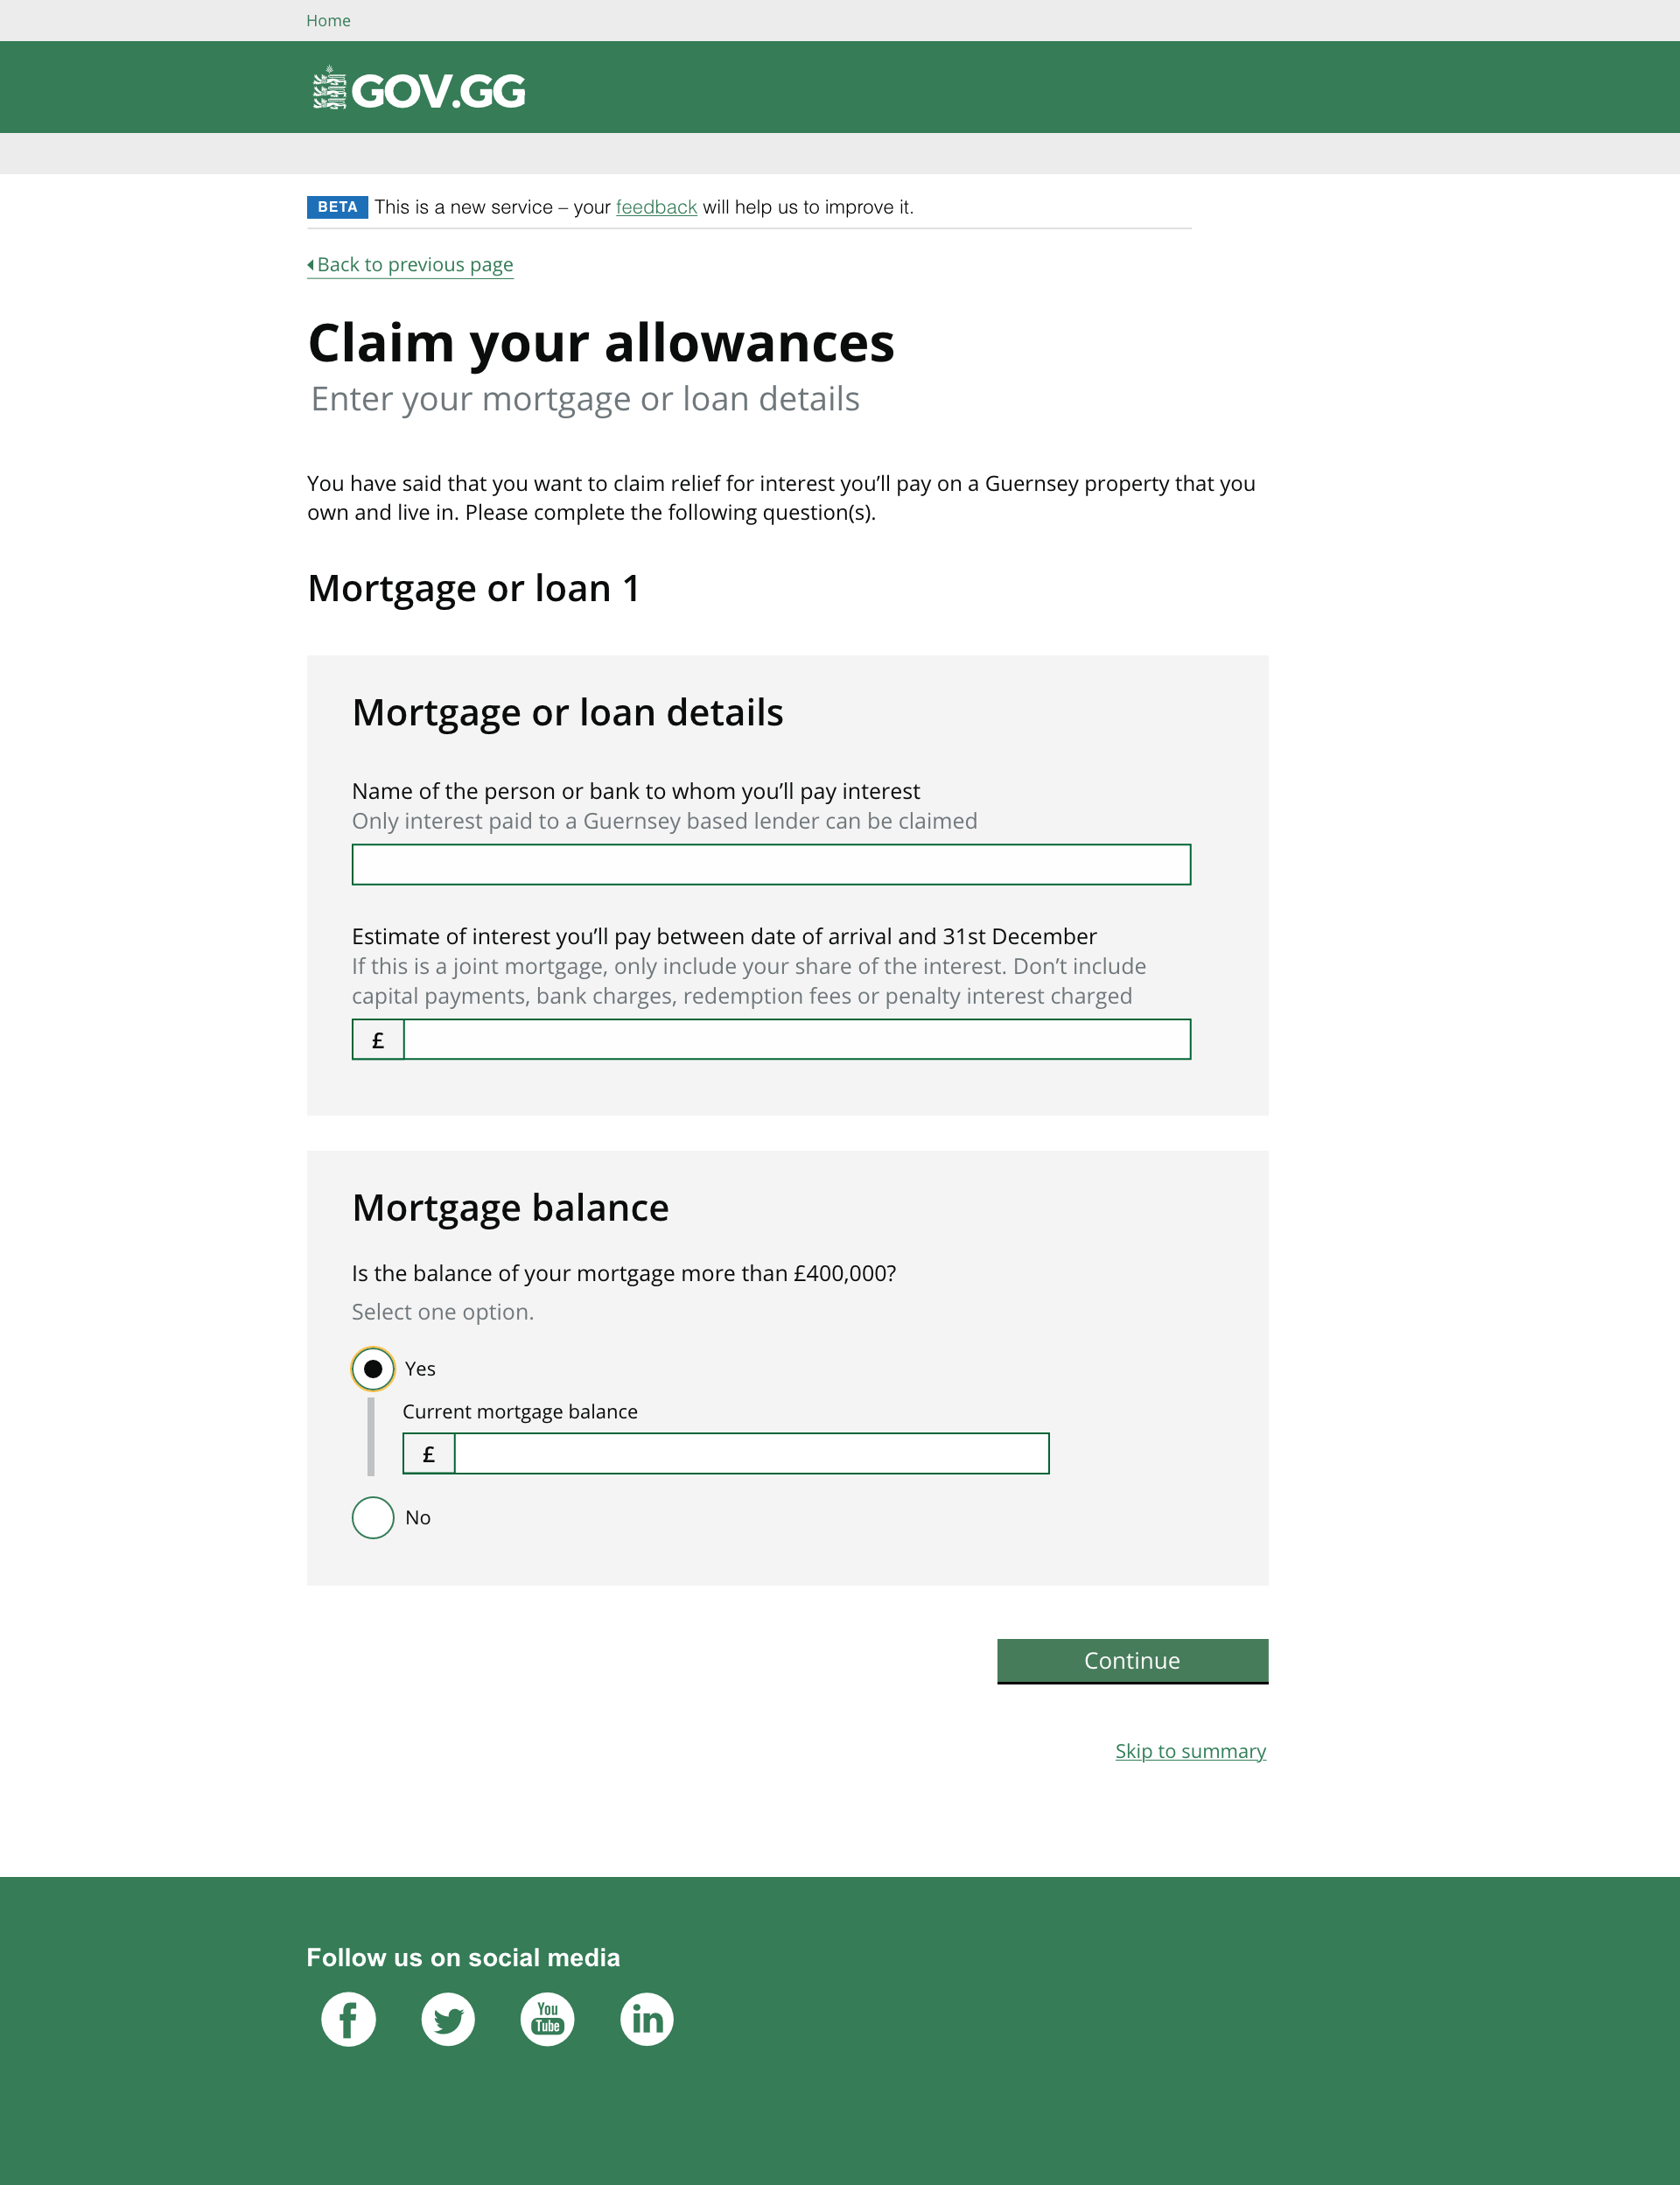 Home
GOV.GG
BETA This is a new service – your feedback will help us to improve it.
Back to previous page
Claim your allowances
Enter your mortgage or loan details
You have said that you want to claim relief for interest you’ll pay on a Guernsey property that you
own and live in. Please complete the following question(s).
Mortgage or loan 1
Mortgage or loan details
Name of the person or bank to whom you’ll pay interest
Only interest paid to a Guernsey based lender can be claimed
Estimate of interest you’ll pay between date of arrival and 31st December
If this is a joint mortgage, only include your share of the interest. Don’t include
capital payments, bank charges, redemption fees or penalty interest charged
£
Mortgage balance
Is the balance of your mortgage more than £400,000?
Select one option.
Yes
Current mortgage balance
£
No
Continue
Skip to summary
Follow us on social media
f
You
Tube
in